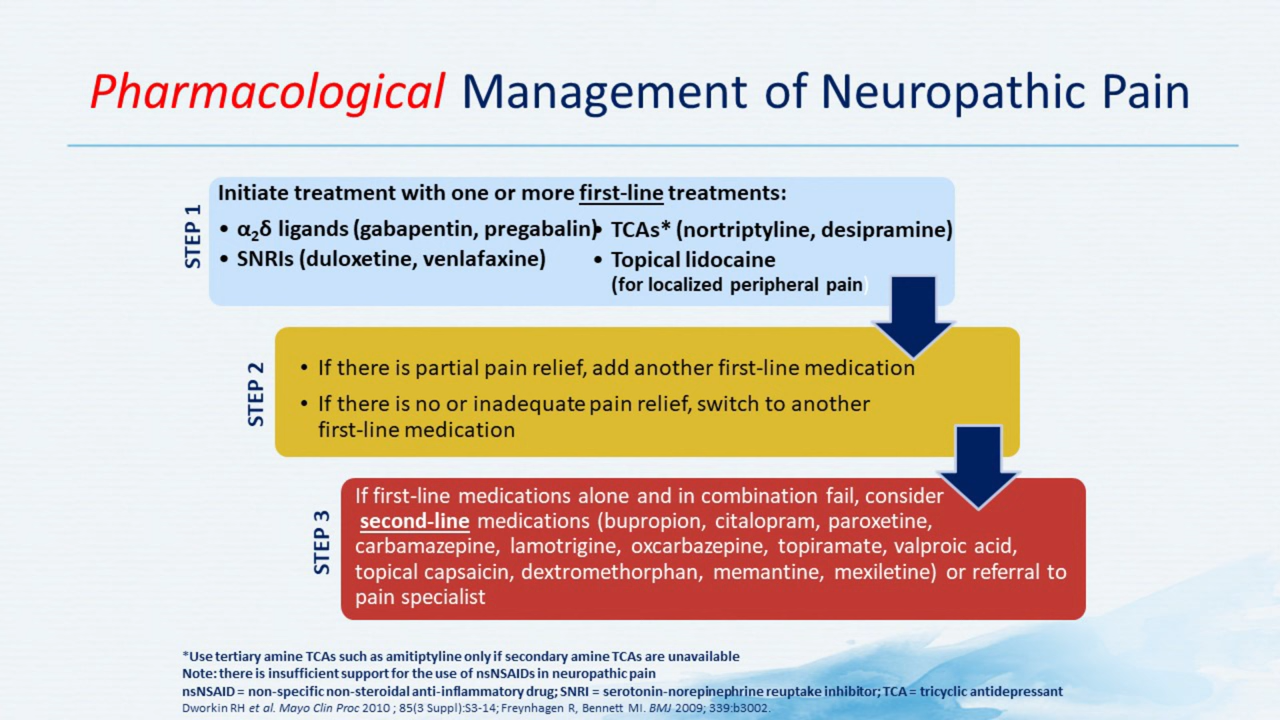 Pharmacological Management of Neuropathic Pain
STEP 1
Initiate treatment with one or more first-line treatments:
• α₂δ ligands (gabapentin, pregabalin)
• SNRIs (duloxetine, venlafaxine)
• TCAs* (nortriptyline, desipramine)
• Topical lidocaine
(for localized peripheral pain)
STEP 2
• If there is partial pain relief, add another first-line medication
• If there is no or inadequate pain relief, switch to another
first-line medication
STEP 3
If first-line medications alone and in combination fail, consider
second-line medications (bupropion, citalopram, paroxetine,
carbamazepine, lamotrigine, oxcarbazepine, topiramate, valproic acid,
topical capsaicin, dextromethorphan, memantine, mexiletine) or referral to
pain specialist
*Use tertiary amine TCAs such as amitiptyline only if secondary amine TCAs are unavailable
Note: there is insufficient support for the use of nsNSAIDs in neuropathic pain
nsNSAID = non-specific non-steroidal anti-inflammatory drug; SNRI = serotonin-norepinephrine reuptake inhibitor; TCA = tricyclic antidepressant
Dworkin RH et al. Mayo Clin Proc 2010 ; 85(3 Suppl):S3-14; Freynhagen R, Bennett MI. BMJ 2009; 339:b3002.